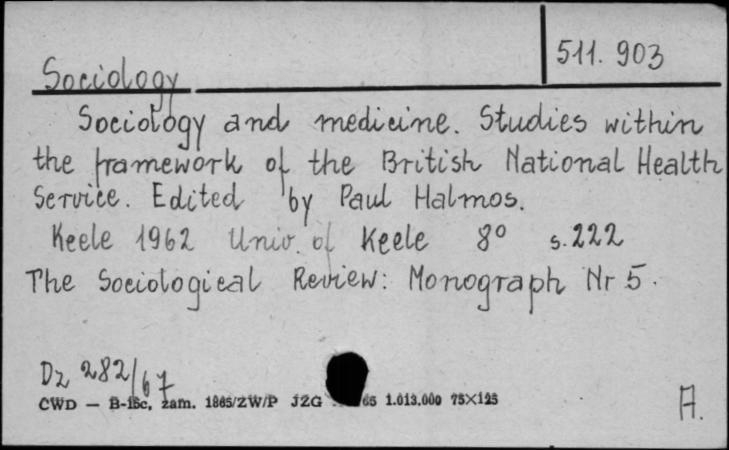 511. 903
Sociology
Sociology and medicine. Studies within
the framework of the British National Health
Service. Edited by Paul Halmos.
Keele 1962 Univ. of Keele 8° s. 222
The Sociological Review: Monograph Nr 5.
Dz 282/67
CWD — B-18c, zam. 1865/ZW/P JZG 65 1.013.000 75×125
A.